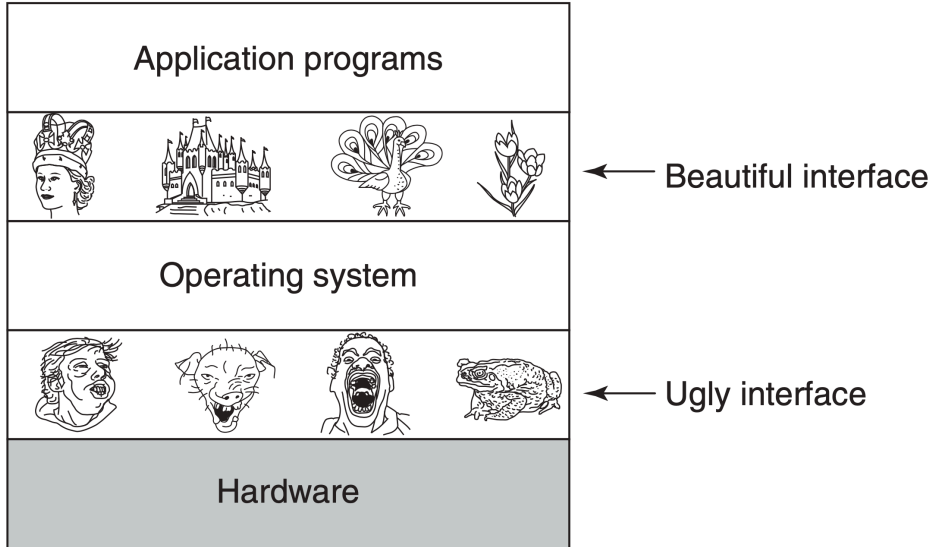 Application programs
Beautiful interface
Operating system
Ugly interface
Hardware